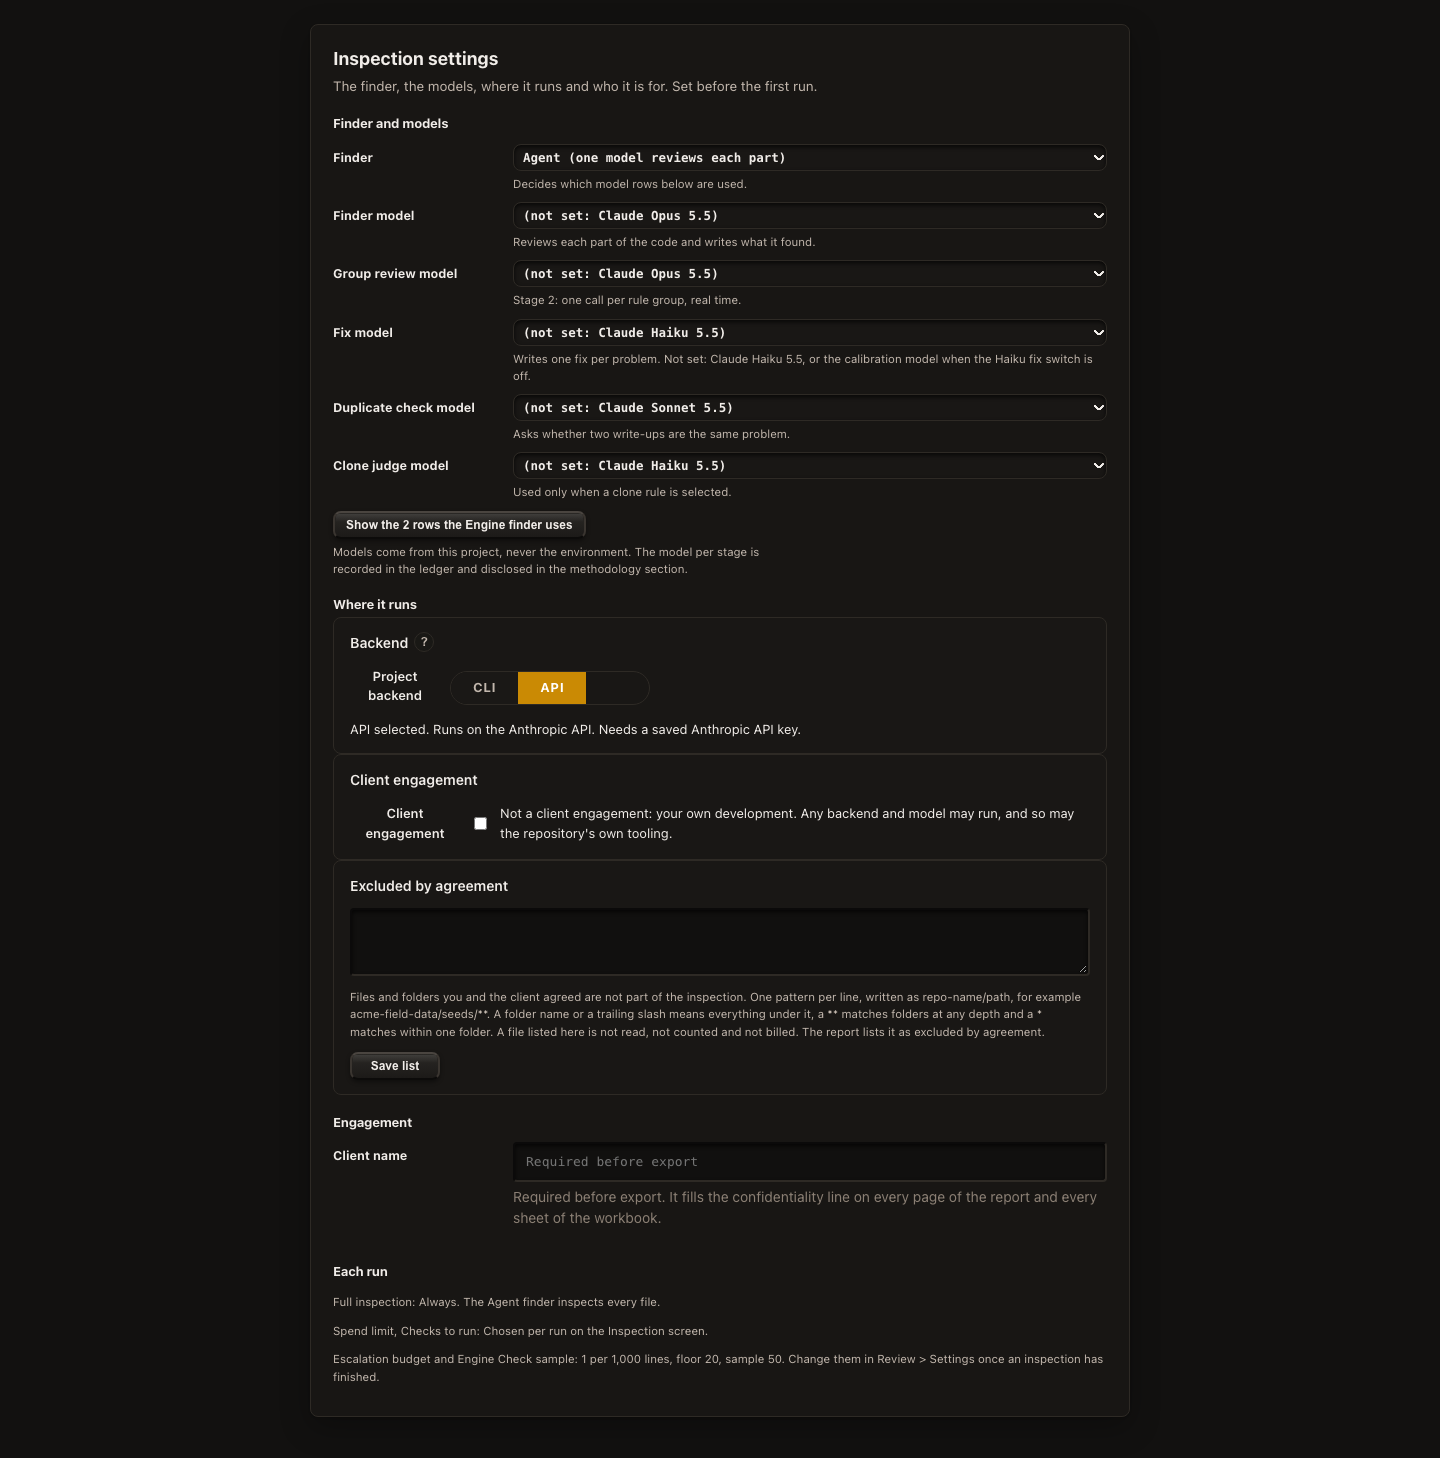 Inspection settings
The finder, the models, where it runs and who it is for. Set before the first run.
Finder and models
Finder
Agent (one model reviews each part)
Decides which model rows below are used.
Finder model
(not set: Claude Opus 5.5)
Reviews each part of the code and writes what it found.
Group review model
(not set: Claude Opus 5.5)
Stage 2: one call per rule group, real time.
Fix model
(not set: Claude Haiku 5.5)
Writes one fix per problem. Not set: Claude Haiku 5.5, or the calibration model when the Haiku fix switch is
off.
Duplicate check model
(not set: Claude Sonnet 5.5)
Asks whether two write-ups are the same problem.
Clone judge model
(not set: Claude Haiku 5.5)
Used only when a clone rule is selected.
Show the 2 rows the Engine finder uses
Models come from this project, never the environment. The model per stage is
recorded in the ledger and disclosed in the methodology section.
Where it runs
Backend ?
Project
backend
CLI API
API selected. Runs on the Anthropic API. Needs a saved Anthropic API key.
Client engagement
Client
engagement
Not a client engagement: your own development. Any backend and model may run, and so may
the repository's own tooling.
Excluded by agreement
Files and folders you and the client agreed are not part of the inspection. One pattern per line, written as repo-name/path, for example
acme-field-data/seeds/**. A folder name or a trailing slash means everything under it, a ** matches folders at any depth and a *
matches within one folder. A file listed here is not read, not counted and not billed. The report lists it as excluded by agreement.
Save list
Engagement
Client name
Required before export
Required before export. It fills the confidentiality line on every page of the report and every
sheet of the workbook.
Each run
Full inspection: Always. The Agent finder inspects every file.
Spend limit, Checks to run: Chosen per run on the Inspection screen.
Escalation budget and Engine Check sample: 1 per 1,000 lines, floor 20, sample 50. Change them in Review > Settings once an inspection has
finished.